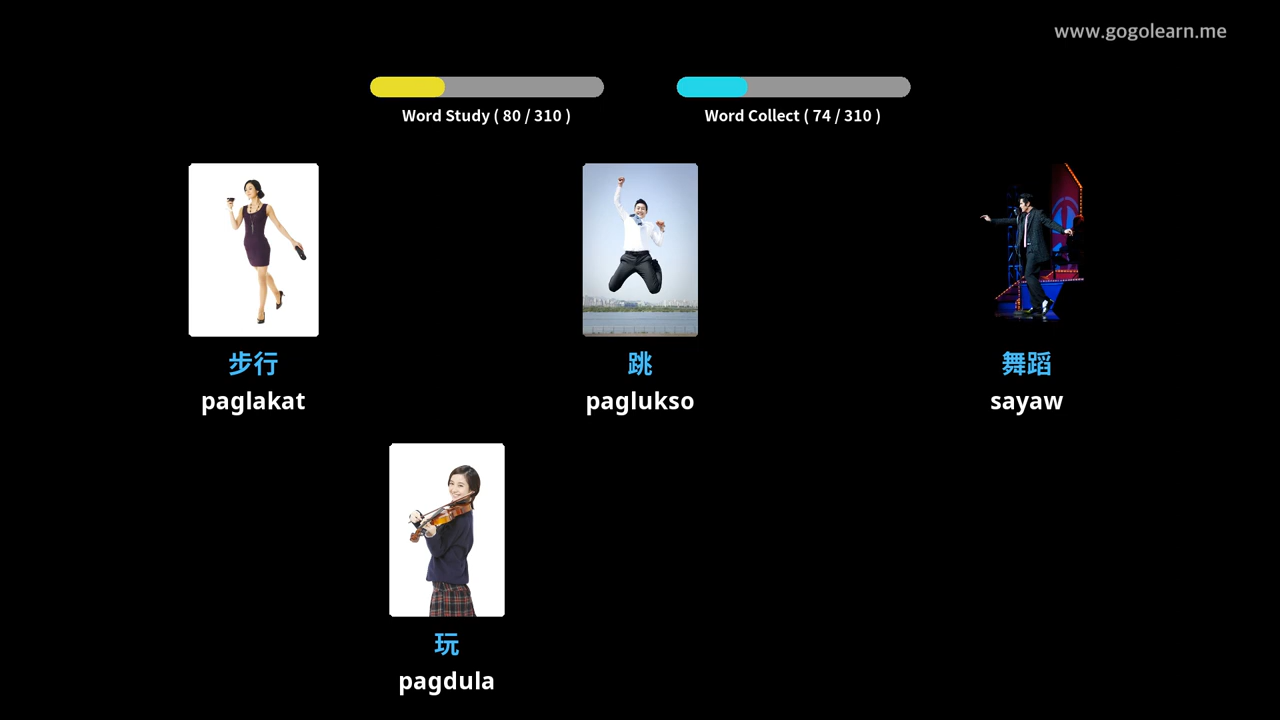 www.gogolearn.me
Word Study ( 80 / 310 )
Word Collect ( 74 / 310 )
步行
paglakat
跳
paglukso
舞蹈
sayaw
玩
pagdula